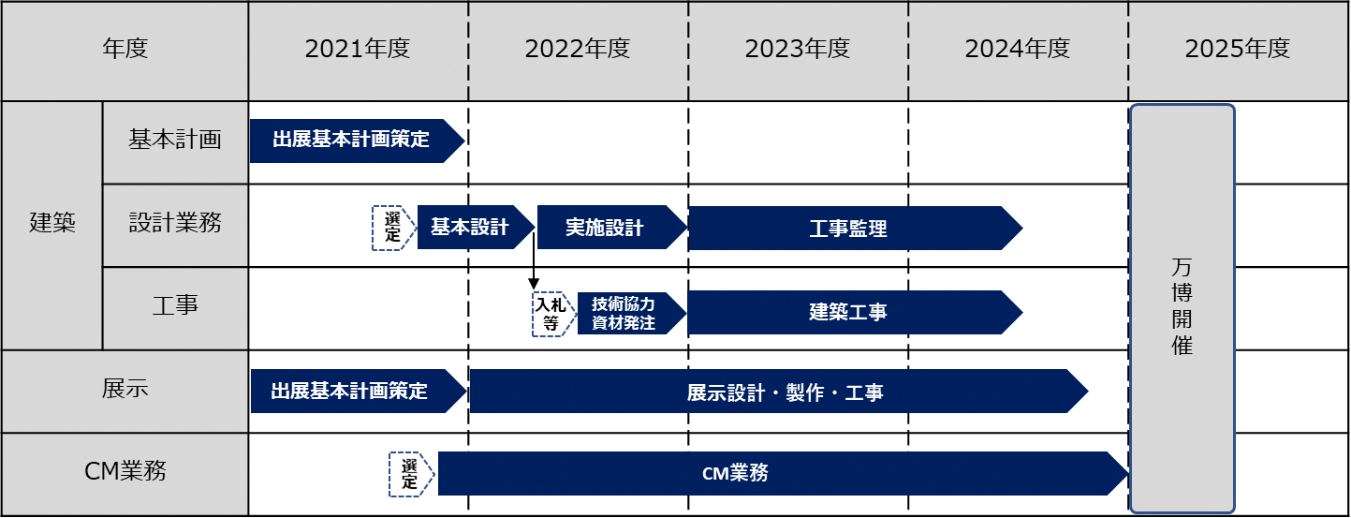 年度
2021年度
2022年度
2023年度
2024年度
2025年度
建築
基本計画
出展基本計画策定
設計業務
選定
基本設計
実施設計
工事監理
工事
入札
等
技術協力
資材発注
建築工事
展示
出展基本計画策定
展示設計・製作・工事
CM業務
選定
CM業務
万博開催